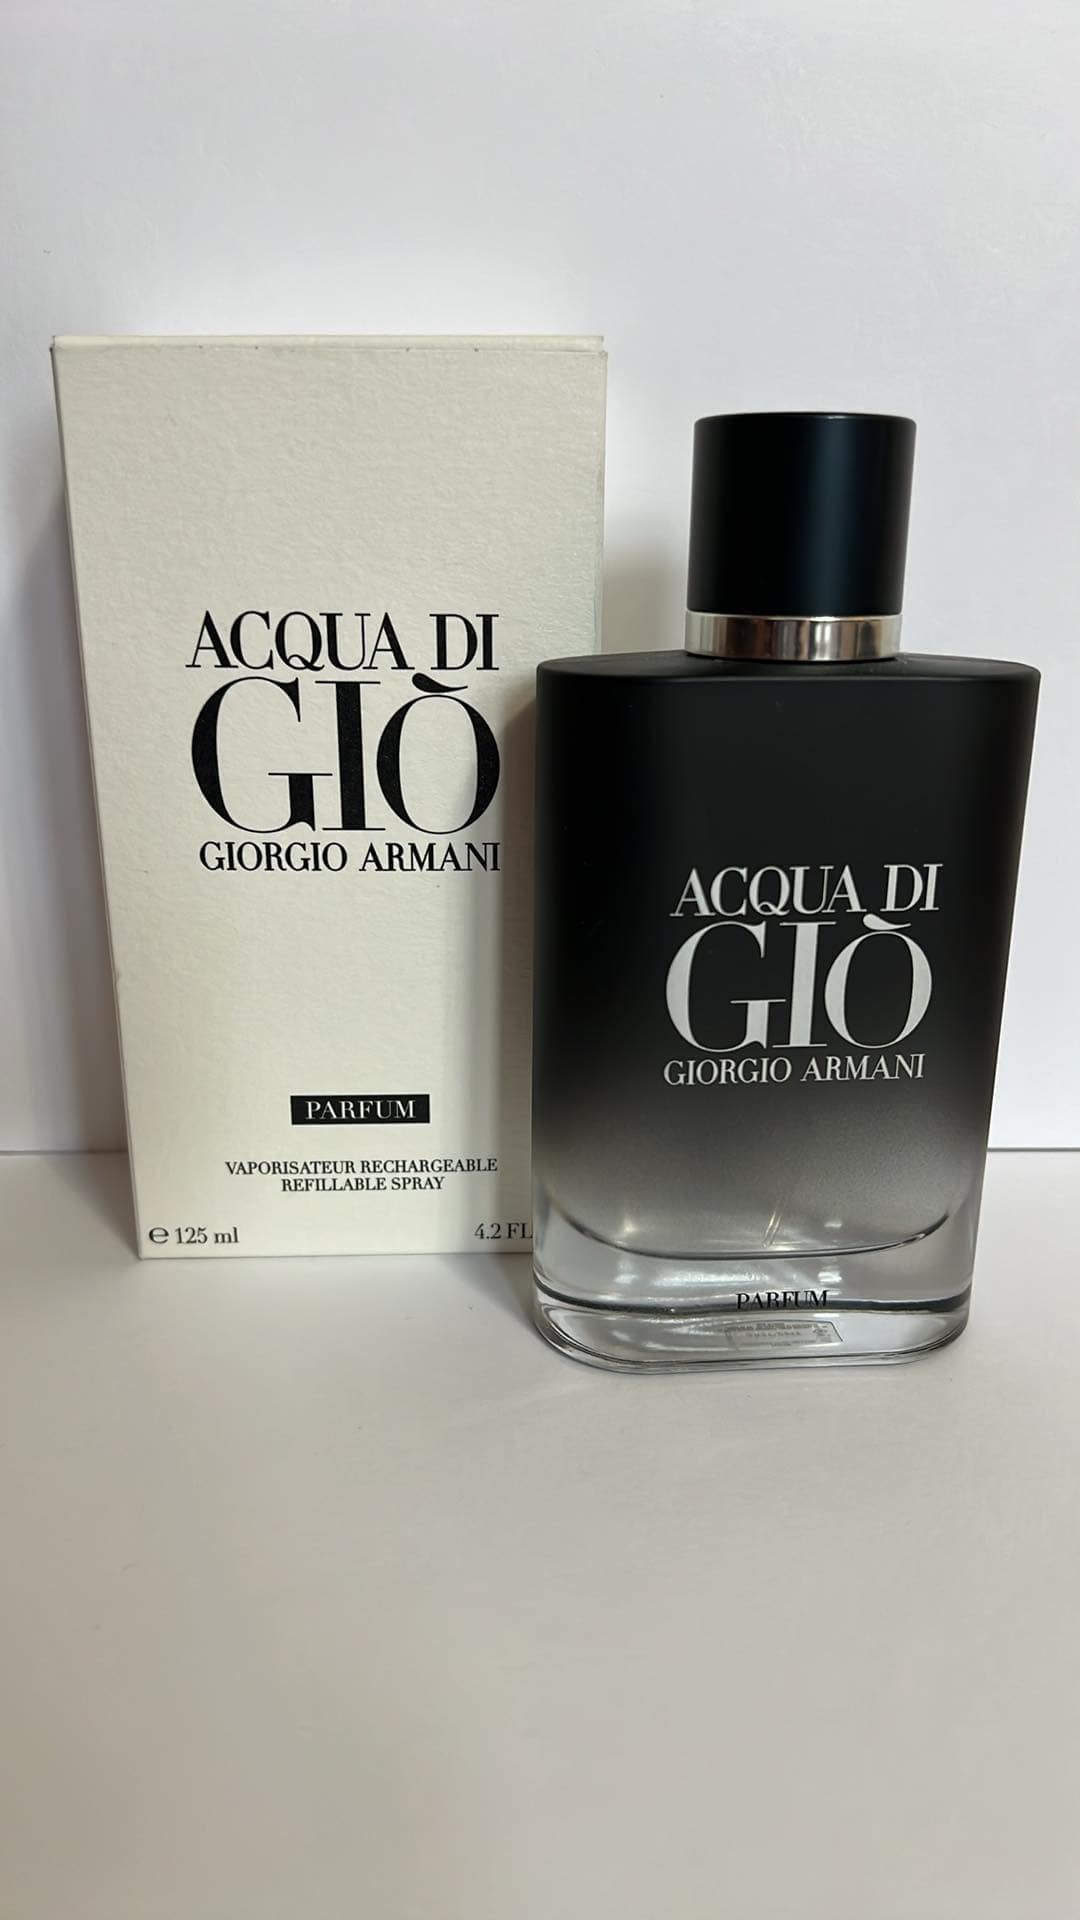 ACQUA DI
GIÒ
GIORGIO ARMANI
PARFUM
VAPORISATEUR RECHARGEABLE
REFILLABLE SPRAY
℮ 125 ml
4.2 FL
ACQUA DI
GIÒ
GIORGIO ARMANI
PARFUM